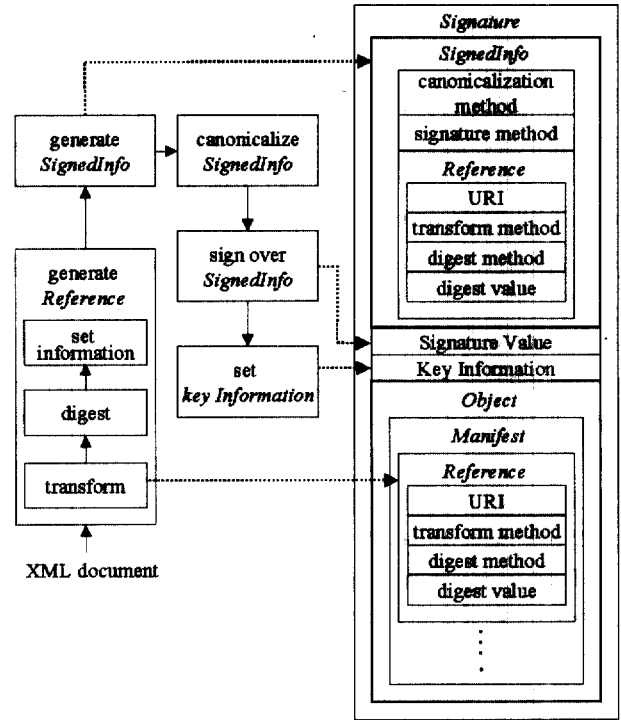 generate
SignedInfo
canonicalize
SignedInfo
generate
Reference
set
information
digest
transform
XML document
sign over
SignedInfo
set
key Information
Signature
SignedInfo
canonicalization
method
signature method
Reference
URI
transform method
digest method
digest value
Signature Value
Key Information
Object
Manifest
Reference
URI
transform method
digest method
digest value